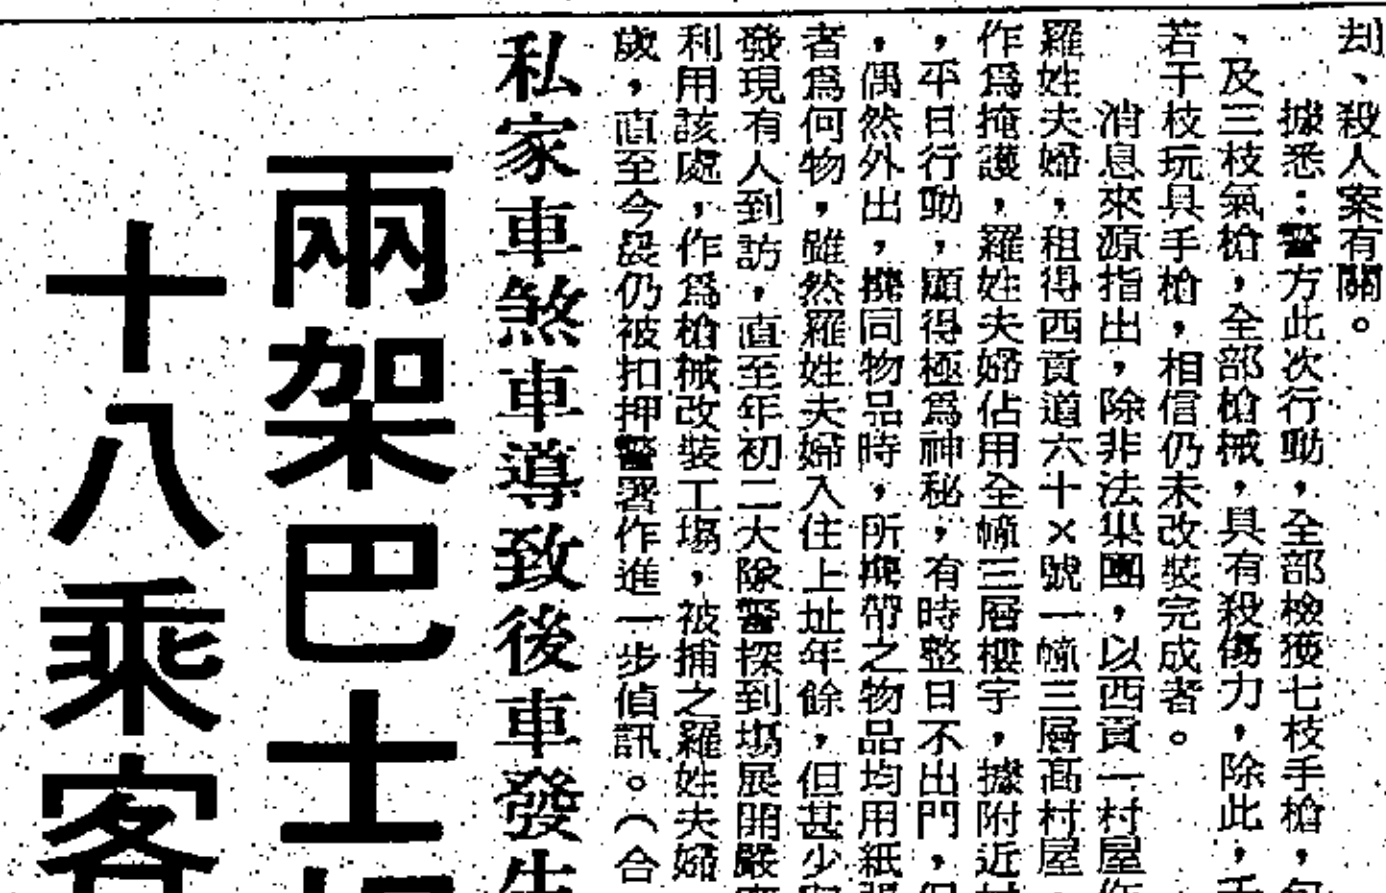 刦、殺人案有關。
據悉：警方此次行動，全部檢獲七枝手槍，
、及三枝氣槍，全部槍械，具有殺傷力，除此，
若干枝玩具手槍，相信仍未改裝完成者。
消息來源指出，除非法集團，以西貢一村屋作
羅姓夫婦，租得西貢道六十×號一幢三層高村屋，
作爲掩護，羅姓夫婦佔用全幢三層樓宇，據附近村
，平日行動，顯得極爲神秘，有時整日不出門，但
，偶然外出，攜同物品時，所攜帶之物品均用紙
者爲何物，雖然羅姓夫婦入住上址年餘，但甚少
發現有人到訪，直至年初二大隊警探到塲展開嚴
利用該處，作爲槍械改裝工塲，被捕之羅姓夫婦
歲，直至今晨仍被扣押警署作進一步偵訊。（合
私家車煞車導致後車發生
兩架巴士
十八乘客